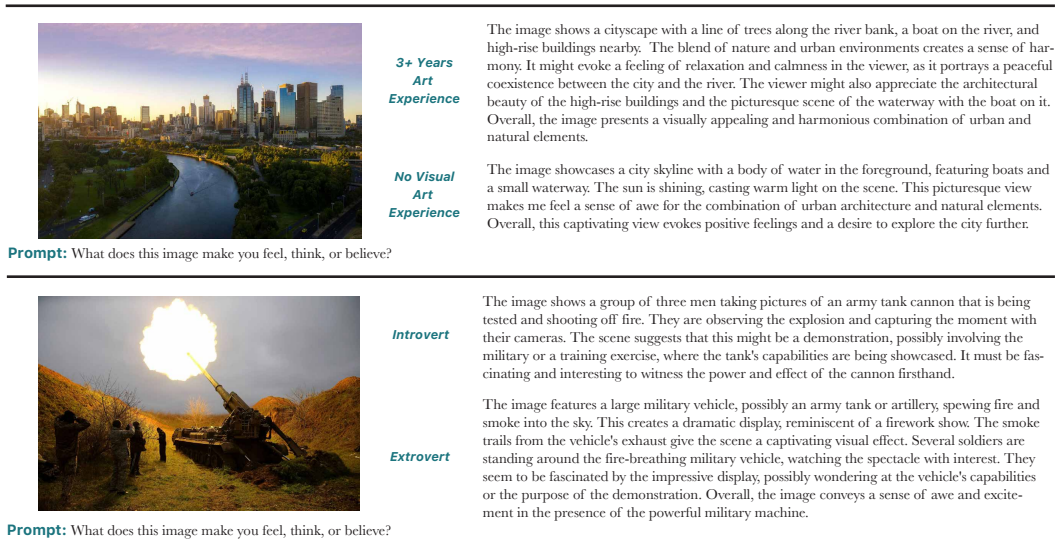 3+ Years
Art
Experience
The image shows a cityscape with a line of trees along the river bank, a boat on the river, and
high-rise buildings nearby.  The blend of nature and urban environments creates a sense of har-
mony. It might evoke a feeling of relaxation and calmness in the viewer, as it portrays a peaceful
coexistence between the city and the river. The viewer might also appreciate the architectural
beauty of the high-rise buildings and the picturesque scene of the waterway with the boat on it.
Overall, the image presents a visually appealing and harmonious combination of urban and
natural elements.
No Visual
Art
Experience
The image showcases a city skyline with a body of water in the foreground, featuring boats and
a small waterway. The sun is shining, casting warm light on the scene. This picturesque view
makes me feel a sense of awe for the combination of urban architecture and natural elements.
Overall, this captivating view evokes positive feelings and a desire to explore the city further.
Prompt: What does this image make you feel, think, or believe?
Introvert
The image shows a group of three men taking pictures of an army tank cannon that is being
tested and shooting off fire. They are observing the explosion and capturing the moment with
their cameras. The scene suggests that this might be a demonstration, possibly involving the
military or a training exercise, where the tank's capabilities are being showcased. It must be fas-
cinating and interesting to witness the power and effect of the cannon firsthand.
Extrovert
The image features a large military vehicle, possibly an army tank or artillery, spewing fire and
smoke into the sky. This creates a dramatic display, reminiscent of a firework show. The smoke
trails from the vehicle's exhaust give the scene a captivating visual effect. Several soldiers are
standing around the fire-breathing military vehicle, watching the spectacle with interest. They
seem to be fascinated by the impressive display, possibly wondering at the vehicle's capabilities
or the purpose of the demonstration. Overall, the image conveys a sense of awe and excite-
ment in the presence of the powerful military machine.
Prompt: What does this image make you feel, think, or believe?